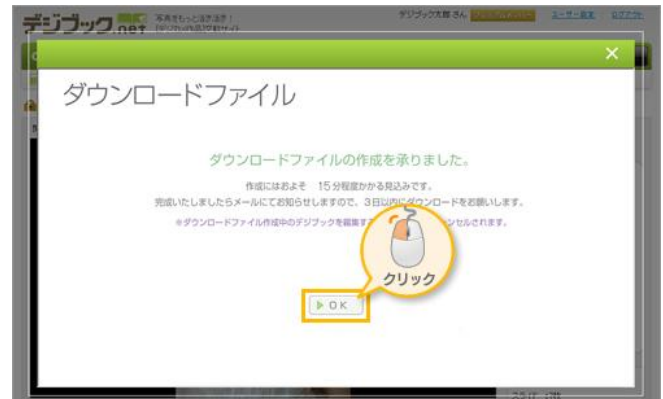 デジブック.net
写真をもっと活き活き!
デジブック太郎 さん
ユーザー設定
ログアウト
ダウンロードファイル
ダウンロードファイルの作成を承りました。
作成にはおよそ 15分程度かかる見込みです。
完成いたしましたらメールにてお知らせしますので、3日以内にダウンロードをお願いします。
※ダウンロードファイル作成中のデジブックを編集す
ンセルされます。
クリック
OK